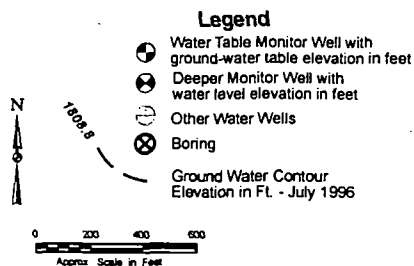 Legend
Water Table Monitor Well with
ground-water table elevation in feet
Deeper Monitor Well with
water level elevation in feet
Other Water Wells
Boring
Ground Water Contour
Elevation in Ft. - July 1996
N
1808.8
0 200 400 600
Approx Scale in Feet